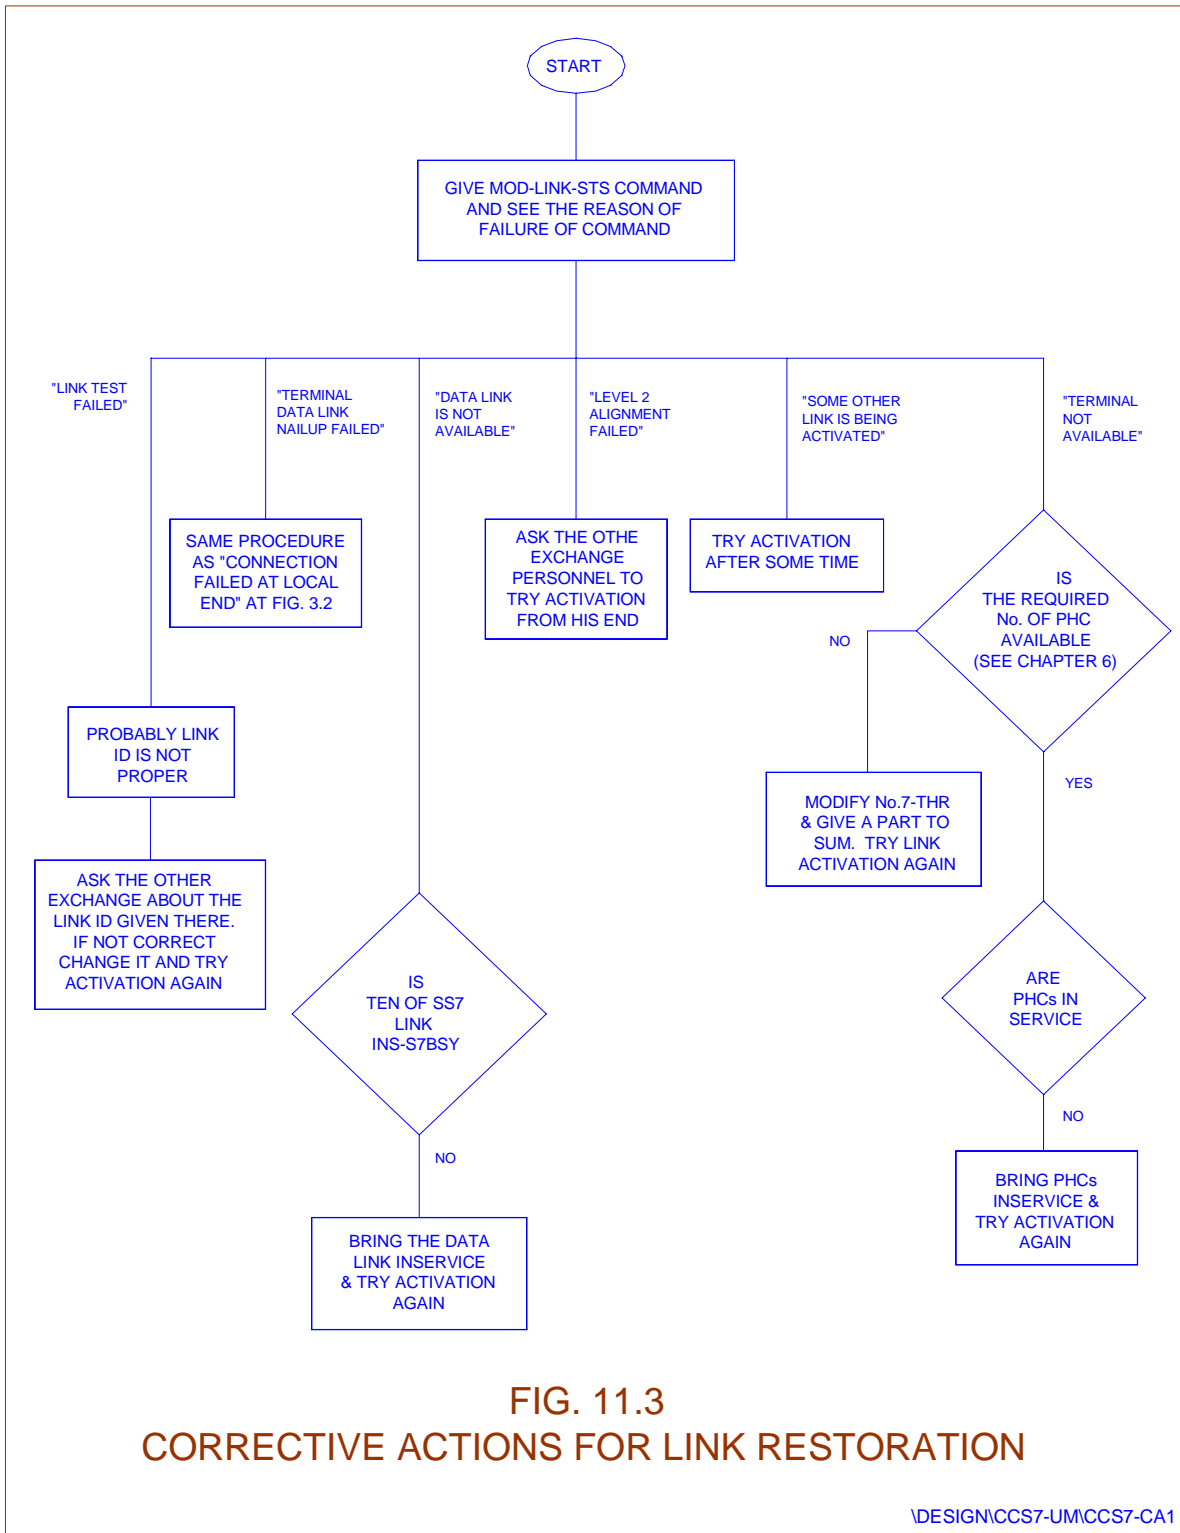 START
GIVE MOD-LINK-STS COMMAND
AND SEE THE REASON OF
FAILURE OF COMMAND
"LINK TEST
FAILED"
"TERMINAL
DATA LINK
NAILUP FAILED"
"DATA LINK
IS NOT
AVAILABLE"
"LEVEL 2
ALIGNMENT
FAILED"
"SOME OTHER
LINK IS BEING
ACTIVATED"
"TERMINAL
NOT
AVAILABLE"
SAME PROCEDURE
AS "CONNECTION
FAILED AT LOCAL
END" AT FIG. 3.2
ASK THE OTHE
EXCHANGE
PERSONNEL TO
TRY ACTIVATION
FROM HIS END
TRY ACTIVATION
AFTER SOME TIME
IS
THE REQUIRED
No. OF PHC
AVAILABLE
(SEE CHAPTER 6)
NO
YES
PROBABLY LINK
ID IS NOT
PROPER
MODIFY No.7-THR
& GIVE A PART TO
SUM. TRY LINK
ACTIVATION AGAIN
ASK THE OTHER
EXCHANGE ABOUT THE
LINK ID GIVEN THERE.
IF NOT CORRECT
CHANGE IT AND TRY
ACTIVATION AGAIN
IS
TEN OF SS7
LINK
INS-S7BSY
ARE
PHCs IN
SERVICE
NO
NO
BRING THE DATA
LINK INSERVICE
& TRY ACTIVATION
AGAIN
BRING PHCs
INSERVICE &
TRY ACTIVATION
AGAIN
FIG. 11.3
CORRECTIVE ACTIONS FOR LINK RESTORATION
\DESIGN\CCS7-UM\CCS7-CA1